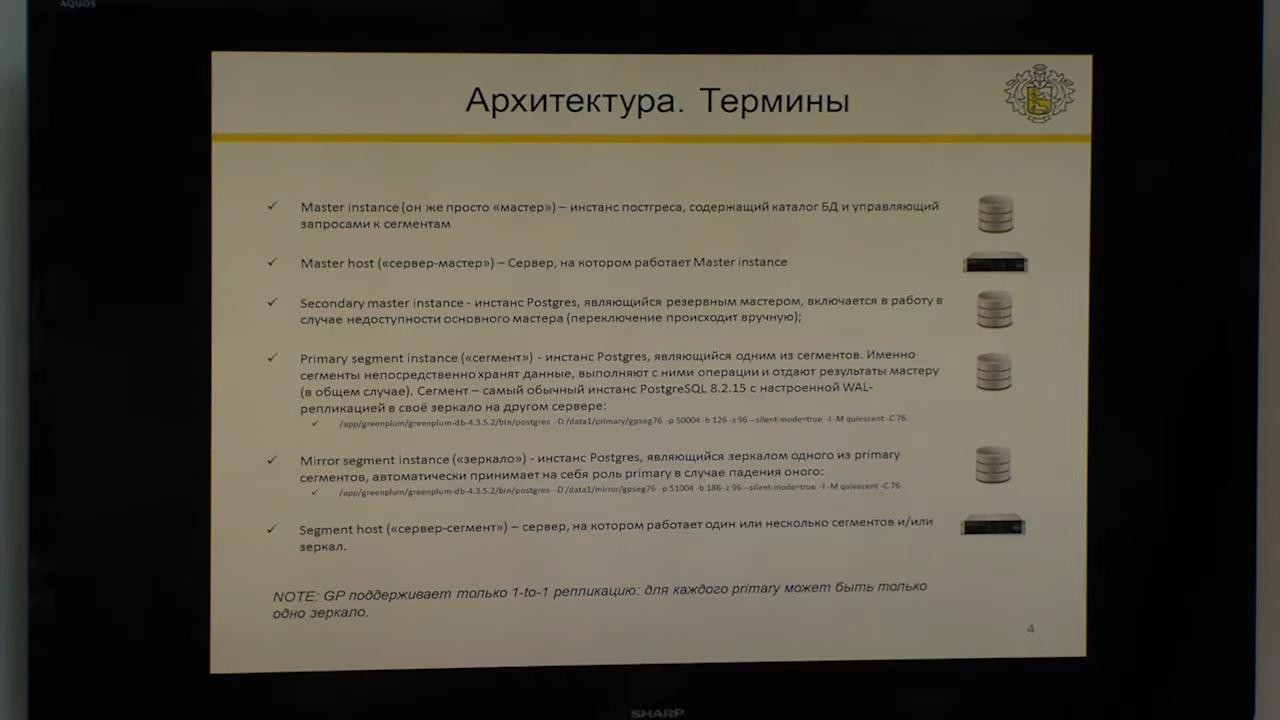 AQUOS
Архитектура. Термины
Master instance (он же просто «мастер») – инстанс постгреса, содержащий каталог БД и управляющий
запросами к сегментам
Master host («сервер-мастер») – Сервер, на котором работает Master instance
Secondary master instance - инстанс Postgres, являющийся резервным мастером, включается в работу в
случае недоступности основного мастера (переключение происходит вручную);
Primary segment instance («сегмент») - инстанс Postgres, являющийся одним из сегментов. Именно
сегменты непосредственно хранят данные, выполняют с ними операции и отдают результаты мастеру
(в общем случае). Сегмент – самый обычный инстанс PostgreSQL 8.2.15 с настроенной WAL-
репликацией в своё зеркало на другом сервере:
/app/greenplum/greenplum-db-4.3.5.2/bin/postgres -D /data1/primary/gpseg76 -p 50004 -b 126 -z 96 --silent-mode=true -i -M quiescent -C 76
Mirror segment instance («зеркало») - инстанс Postgres, являющийся зеркалом одного из primary
сегментов, автоматически принимает на себя роль primary в случае падения оного:
/app/greenplum/greenplum-db-4.3.5.2/bin/postgres -D /data1/mirror/gpseg76 -p 51004 -b 186 -z 96 --silent-mode=true -i -M quiescent -C 76
Segment host («сервер-сегмент») – сервер, на котором работает один или несколько сегментов и/или
зеркал.
NOTE: GP поддерживает только 1-to-1 репликацию: для каждого primary может быть только
одно зеркало.
4
SHARP